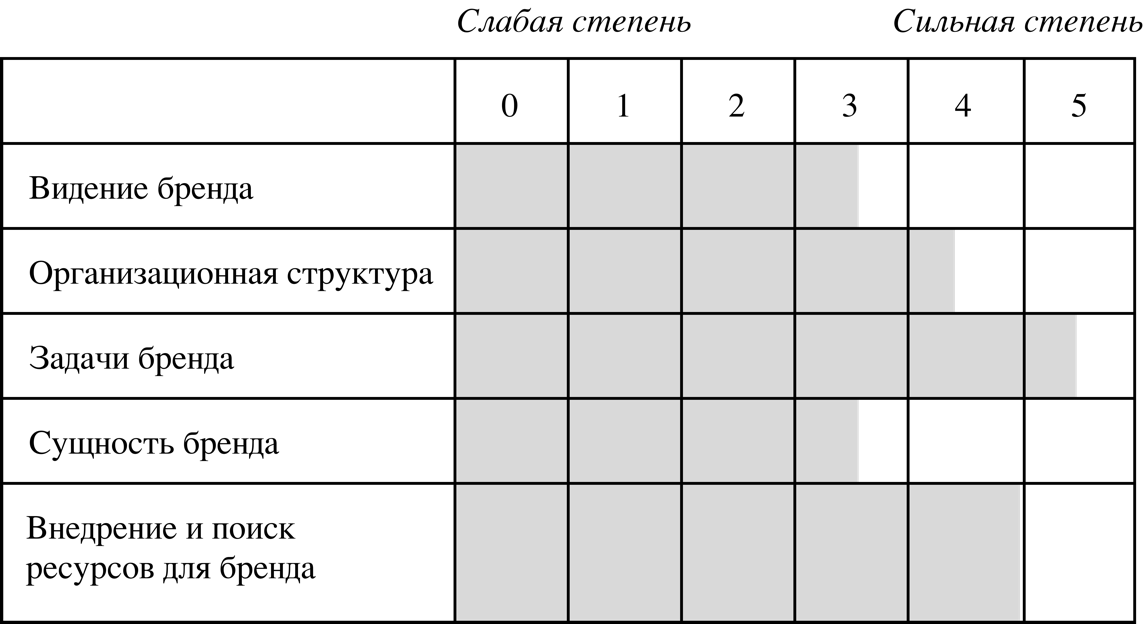 Слабая степень Сильная степень
0 1 2 3 4 5
Видение бренда
Организационная структура
Задачи бренда
Сущность бренда
Внедрение и поиск
ресурсов для бренда